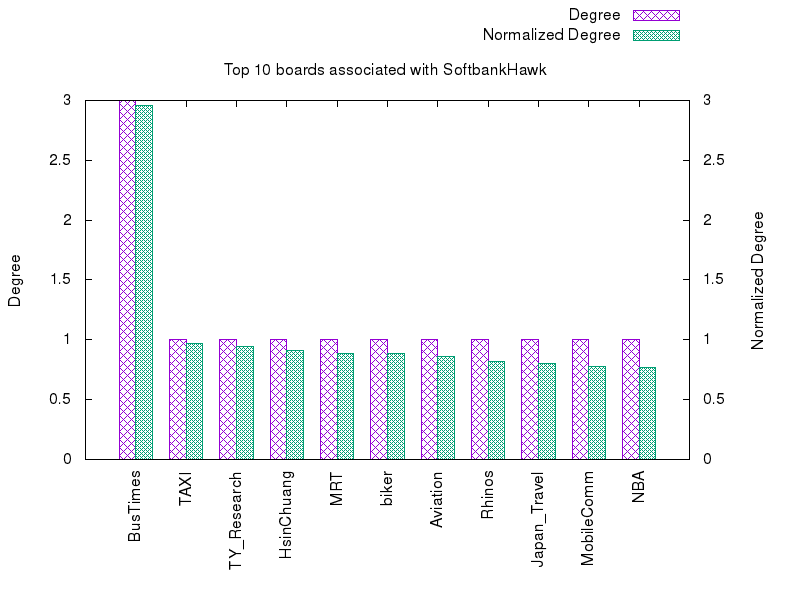 Degree
Normalized Degree
Top 10 boards associated with SoftbankHawk
3 3
2.5 2.5
2 2
1.5 1.5
1 1
0.5 0.5
0 0
Degree
Normalized Degree
BusTimes
TAXI
TY_Research
HsinChuang
MRT
biker
Aviation
Rhinos
Japan_Travel
MobileComm
NBA